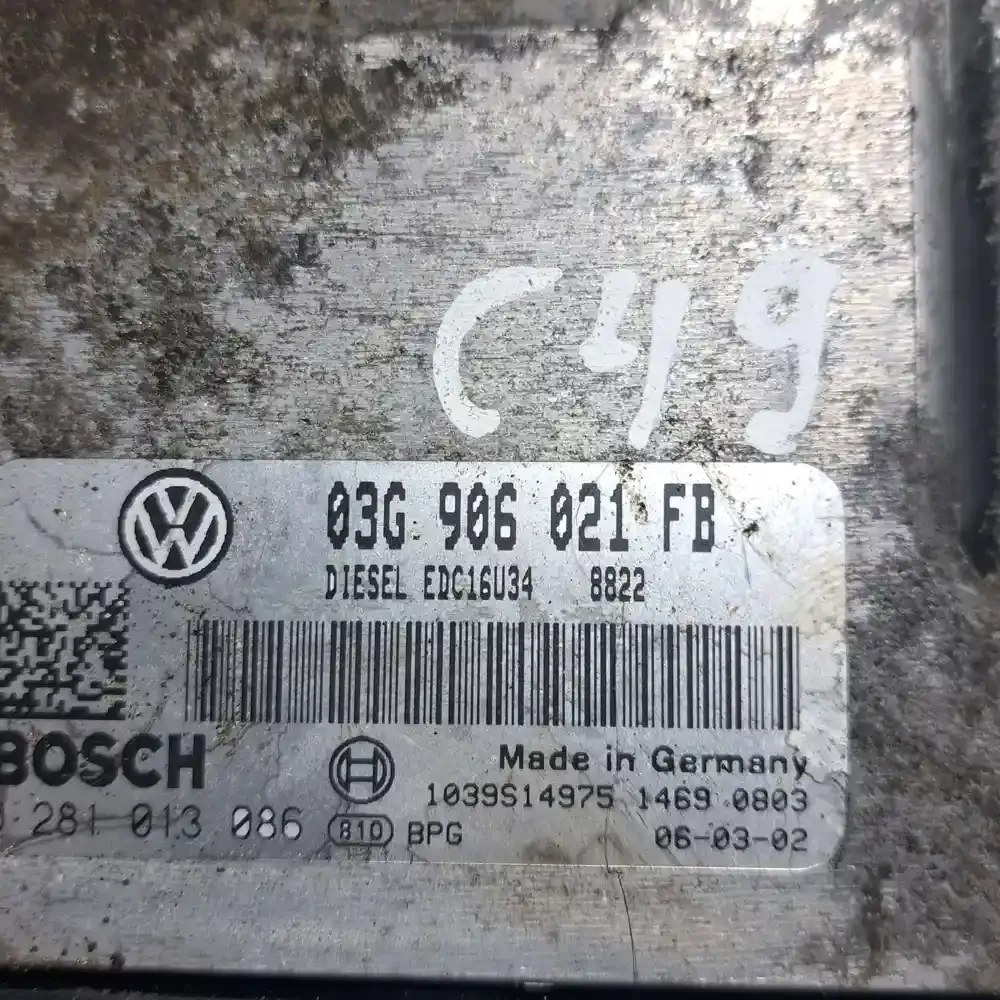 C49
03G 906 021 FB
DIESEL EDC16U34 8822
BOSCH
Made in Germany
1039S14975 1469 0803
0 281 013 086 810 BPG 06-03-02